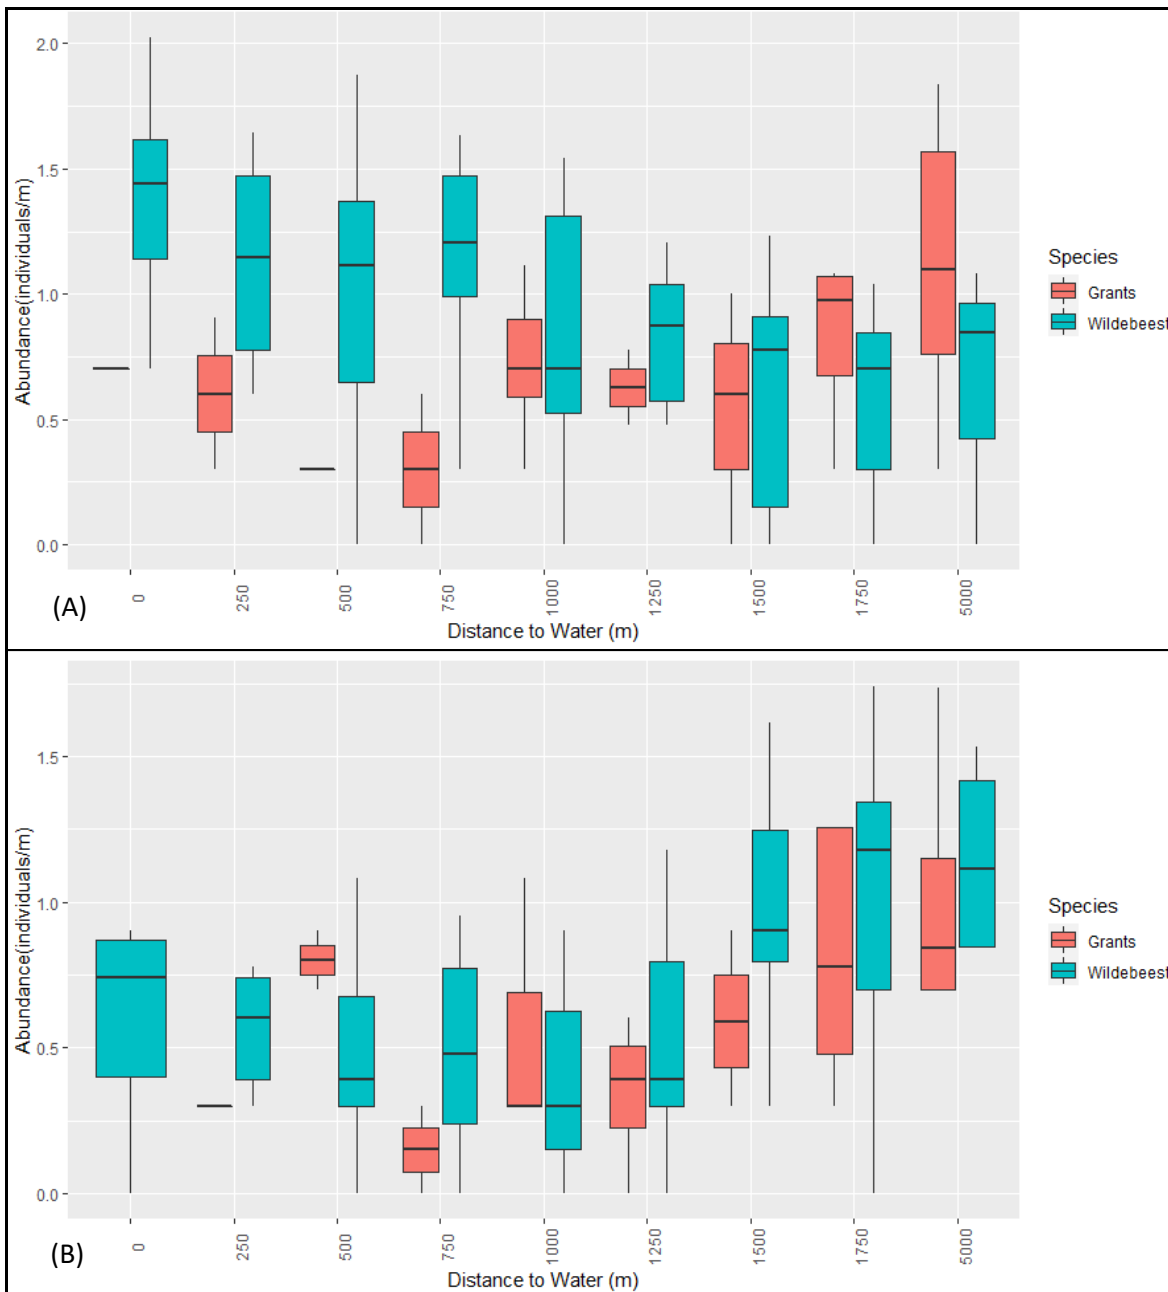 2.0
1.5
1.0
0.5
0.0
Abundance(individuals/m)
0
250
500
750
1000
1250
1500
1750
5000
Distance to Water (m)
(A)
Species
Grants
Wildebeest
1.5
1.0
0.5
0.0
Abundance(individuals/m)
0
250
500
750
1000
1250
1500
1750
5000
Distance to Water (m)
(B)
Species
Grants
Wildebeest